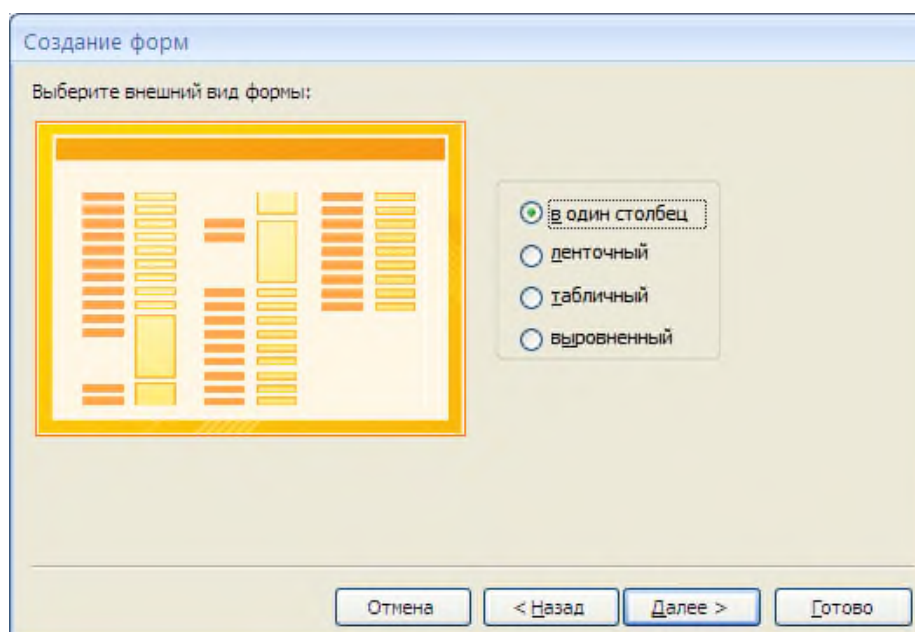 Создание форм
Выберите внешний вид формы:
в один столбец
ленточный
табличный
выровненный
Отмена
< Назад
Далее >
Готово